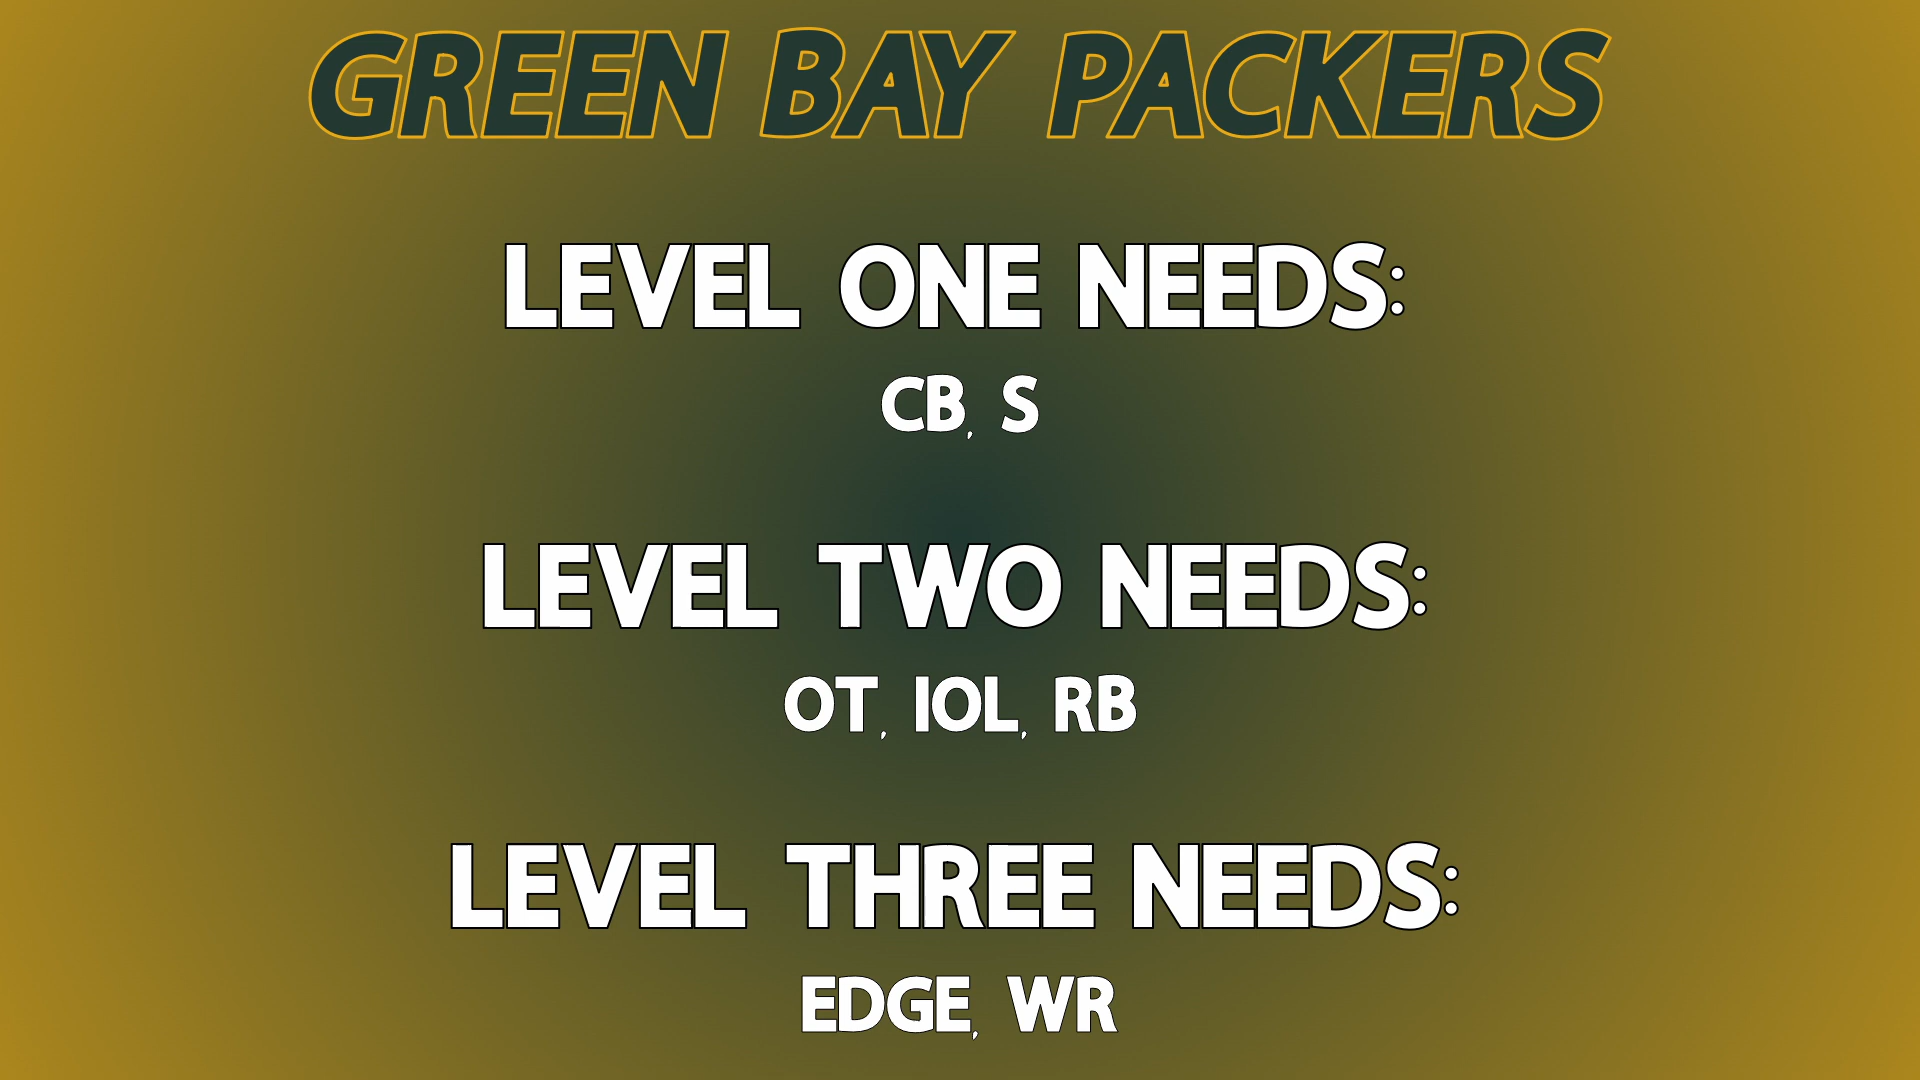 GREEN BAY PACKERS
LEVEL ONE NEEDS:
CB, S
LEVEL TWO NEEDS:
OT, IOL, RB
LEVEL THREE NEEDS:
EDGE, WR